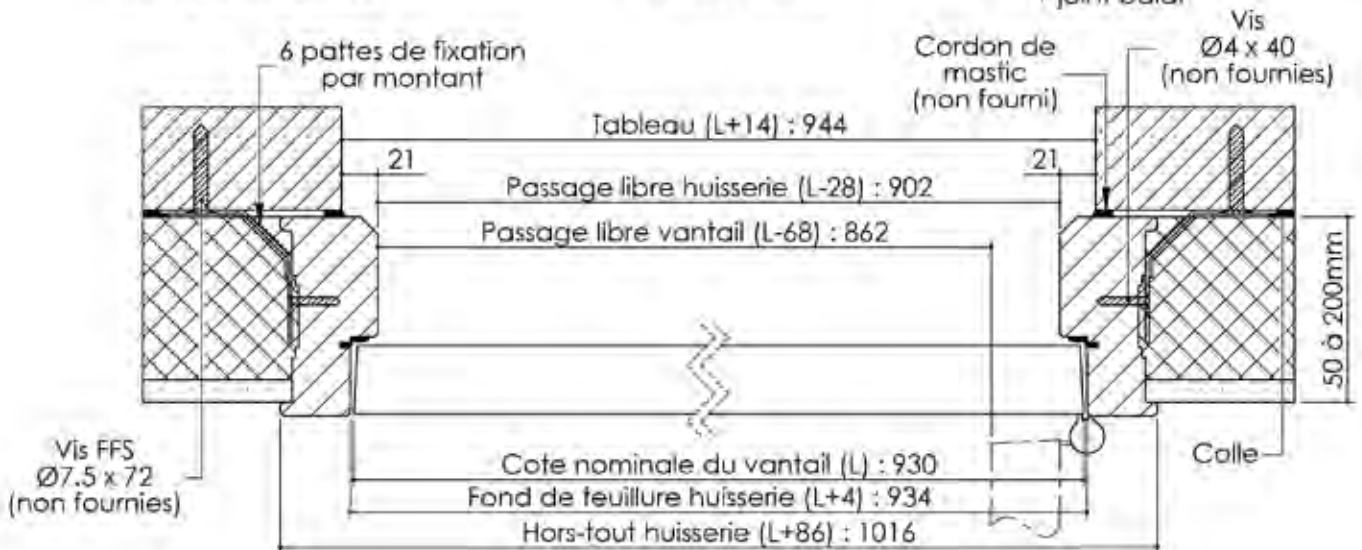 6 pattes de fixation
par montant
Cordon de
mastic
(non fourni)
Vis
Ø4 x 40
(non fournies)
Tableau (L+14) : 944
21
21
Passage libre huisserie (L-28) : 902
Passage libre vantail (L-68) : 862
50 à 200mm
Vis FFS
Ø7.5 x 72
(non fournies)
Colle
Cote nominale du vantail (L) : 930
Fond de feuillure huisserie (L+4) : 934
Hors-tout huisserie (L+86) : 1016